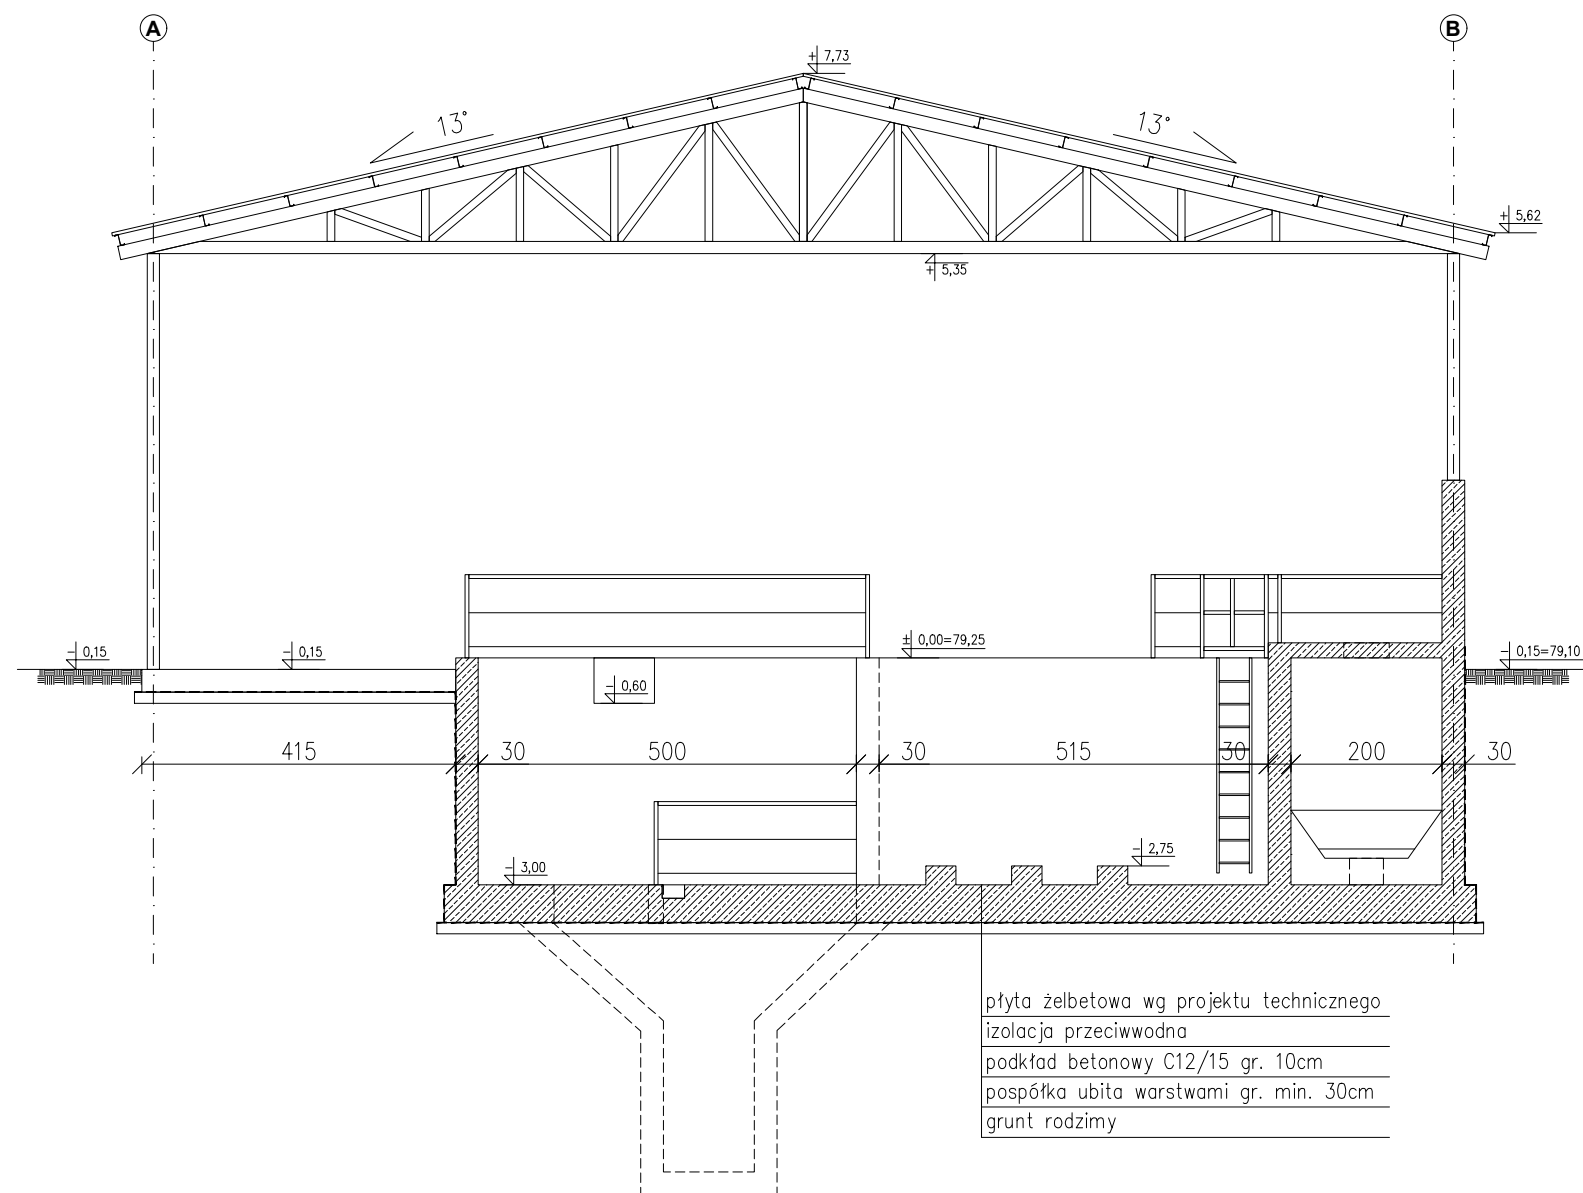 A
B
+ 7,73
13°
13°
+ 5,62
+ 5,35
- 0,15
- 0,15
± 0,00=79,25
- 0,15=79,10
- 0,60
415
30
500
30
515
30
200
30
- 3,00
- 2,75
płyta żelbetowa wg projektu technicznego
izolacja przeciwwodna
podkład betonowy C12/15 gr. 10cm
pospółka ubita warstwami gr. min. 30cm
grunt rodzimy